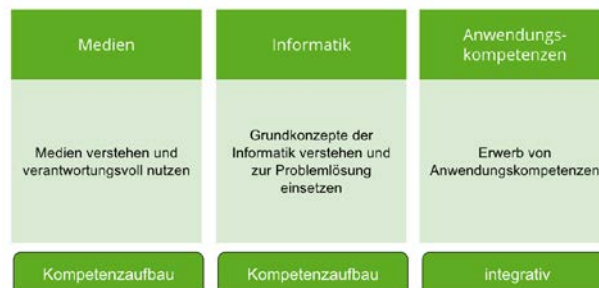 Medien
Informatik
Anwendungs-
kompetenzen
Medien verstehen und
verantwortungsvoll nutzen
Grundkonzepte der
Informatik verstehen und
zur Problemlösung
einsetzen
Erwerb von
Anwendungskompetenzen
Kompetenzaufbau
Kompetenzaufbau
integrativ